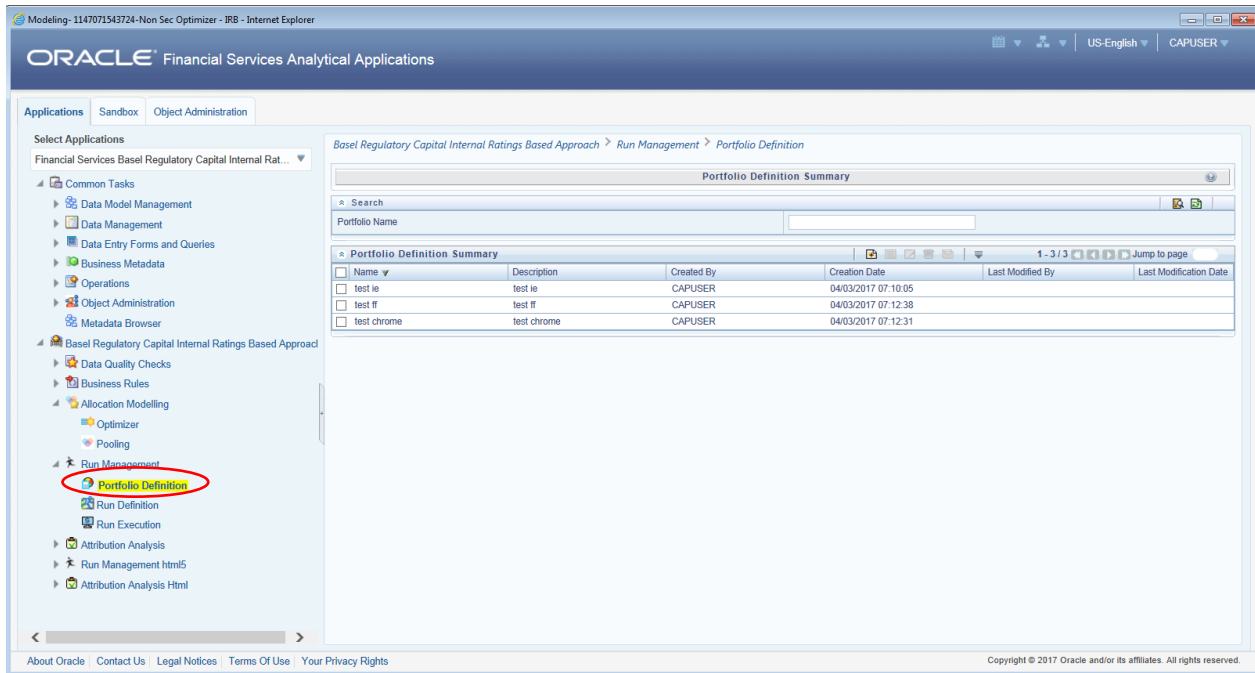 Modeling- 1147071543724-Non Sec Optimizer - IRB - Internet Explorer
ORACLE® Financial Services Analytical Applications
US-English CAPUSER
Applications Sandbox Object Administration
Select Applications
Financial Services Basel Regulatory Capital Internal Rat...
Common Tasks
Data Model Management
Data Management
Data Entry Forms and Queries
Business Metadata
Operations
Object Administration
Metadata Browser
Basel Regulatory Capital Internal Ratings Based Approacl
Data Quality Checks
Business Rules
Allocation Modelling
Optimizer
Pooling
Run Management
Portfolio Definition
Run Definition
Run Execution
Attribution Analysis
Run Management html5
Attribution Analysis Html
Basel Regulatory Capital Internal Ratings Based Approach > Run Management > Portfolio Definition
Portfolio Definition Summary
Search
Portfolio Name
Portfolio Definition Summary 1 - 3 / 3 Jump to page
Name Description Created By Creation Date Last Modified By Last Modification Date
test ie test ie CAPUSER 04/03/2017 07:10:05
test ff test ff CAPUSER 04/03/2017 07:12:38
test chrome test chrome CAPUSER 04/03/2017 07:12:31
About Oracle Contact Us Legal Notices Terms Of Use Your Privacy Rights
Copyright © 2017 Oracle and/or its affiliates. All rights reserved.